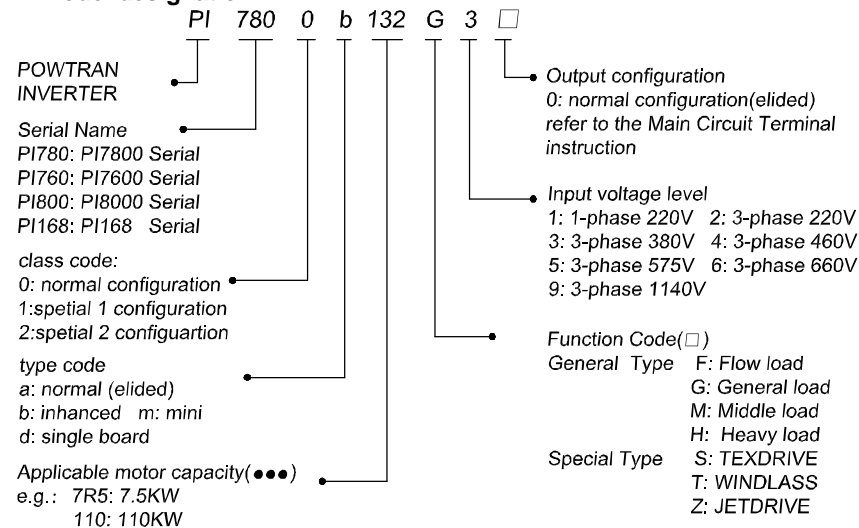 PI 780 0 b 132 G 3 □
POWTRAN
INVERTER
Serial Name
PI780: PI7800 Serial
PI760: PI7600 Serial
PI800: PI8000 Serial
PI168: PI168 Serial
class code:
0: normal configuration
1:spetial 1 configuration
2:spetial 2 configuartion
type code
a: normal (elided)
b: inhanced m: mini
d: single board
Applicable motor capacity(●●●)
e.g.: 7R5: 7.5KW
110: 110KW
Output configuration
0: normal configuration(elided)
refer to the Main Circuit Terminal
instruction
Input voltage level
1: 1-phase 220V 2: 3-phase 220V
3: 3-phase 380V 4: 3-phase 460V
5: 3-phase 575V 6: 3-phase 660V
9: 3-phase 1140V
Function Code(□)
General Type F: Flow load
G: General load
M: Middle load
H: Heavy load
Special Type S: TEXDRIVE
T: WINDLASS
Z: JETDRIVE